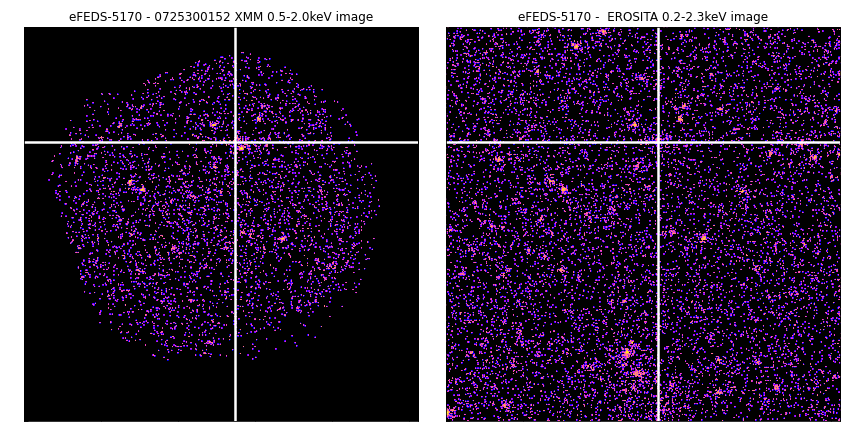 eFEDS-5170 - 0725300152 XMM 0.5-2.0keV image
eFEDS-5170 -  EROSITA 0.2-2.3keV image